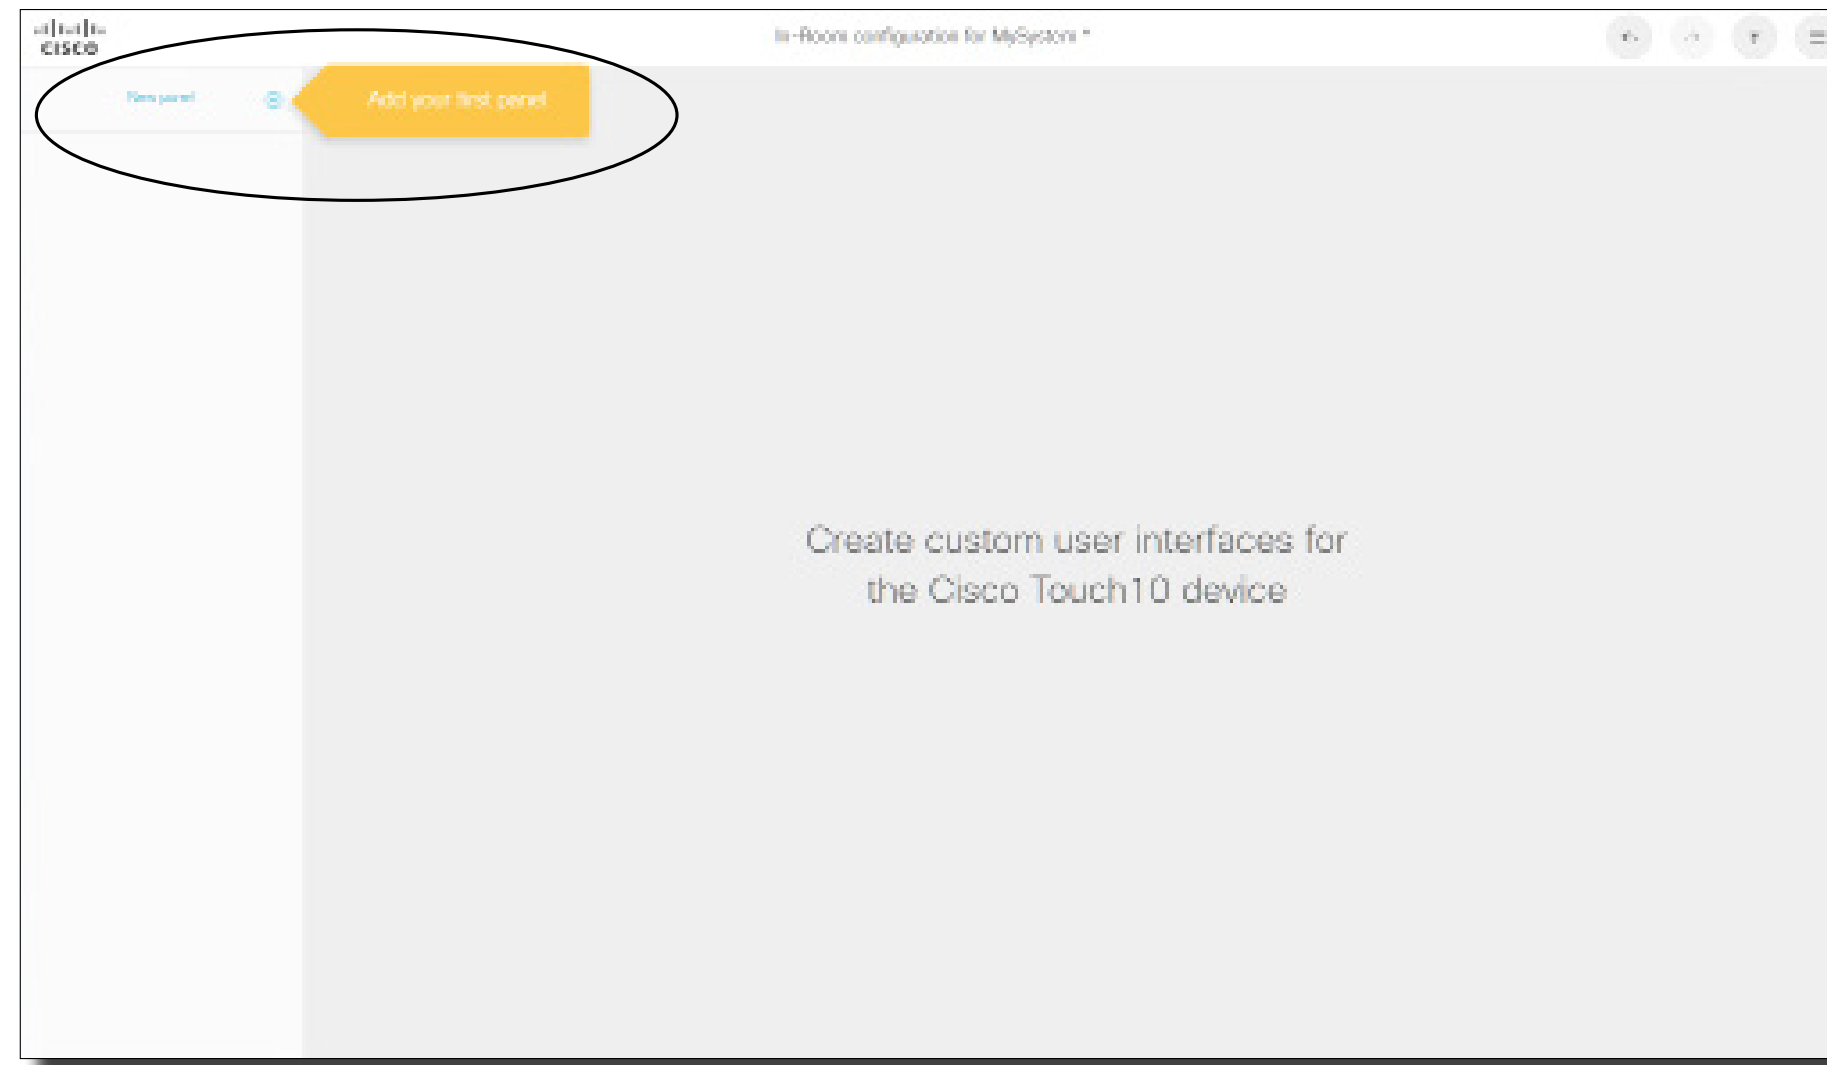 CISCO
In-Room configuration for MySystem *
New panel
Add your first panel
Create custom user interfaces for
the Cisco Touch10 device